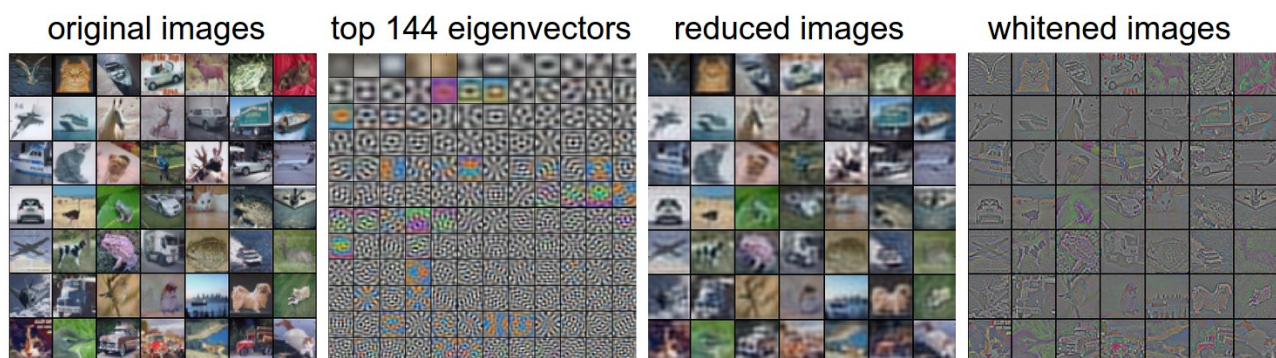 original images
top 144 eigenvectors
reduced images
whitened images